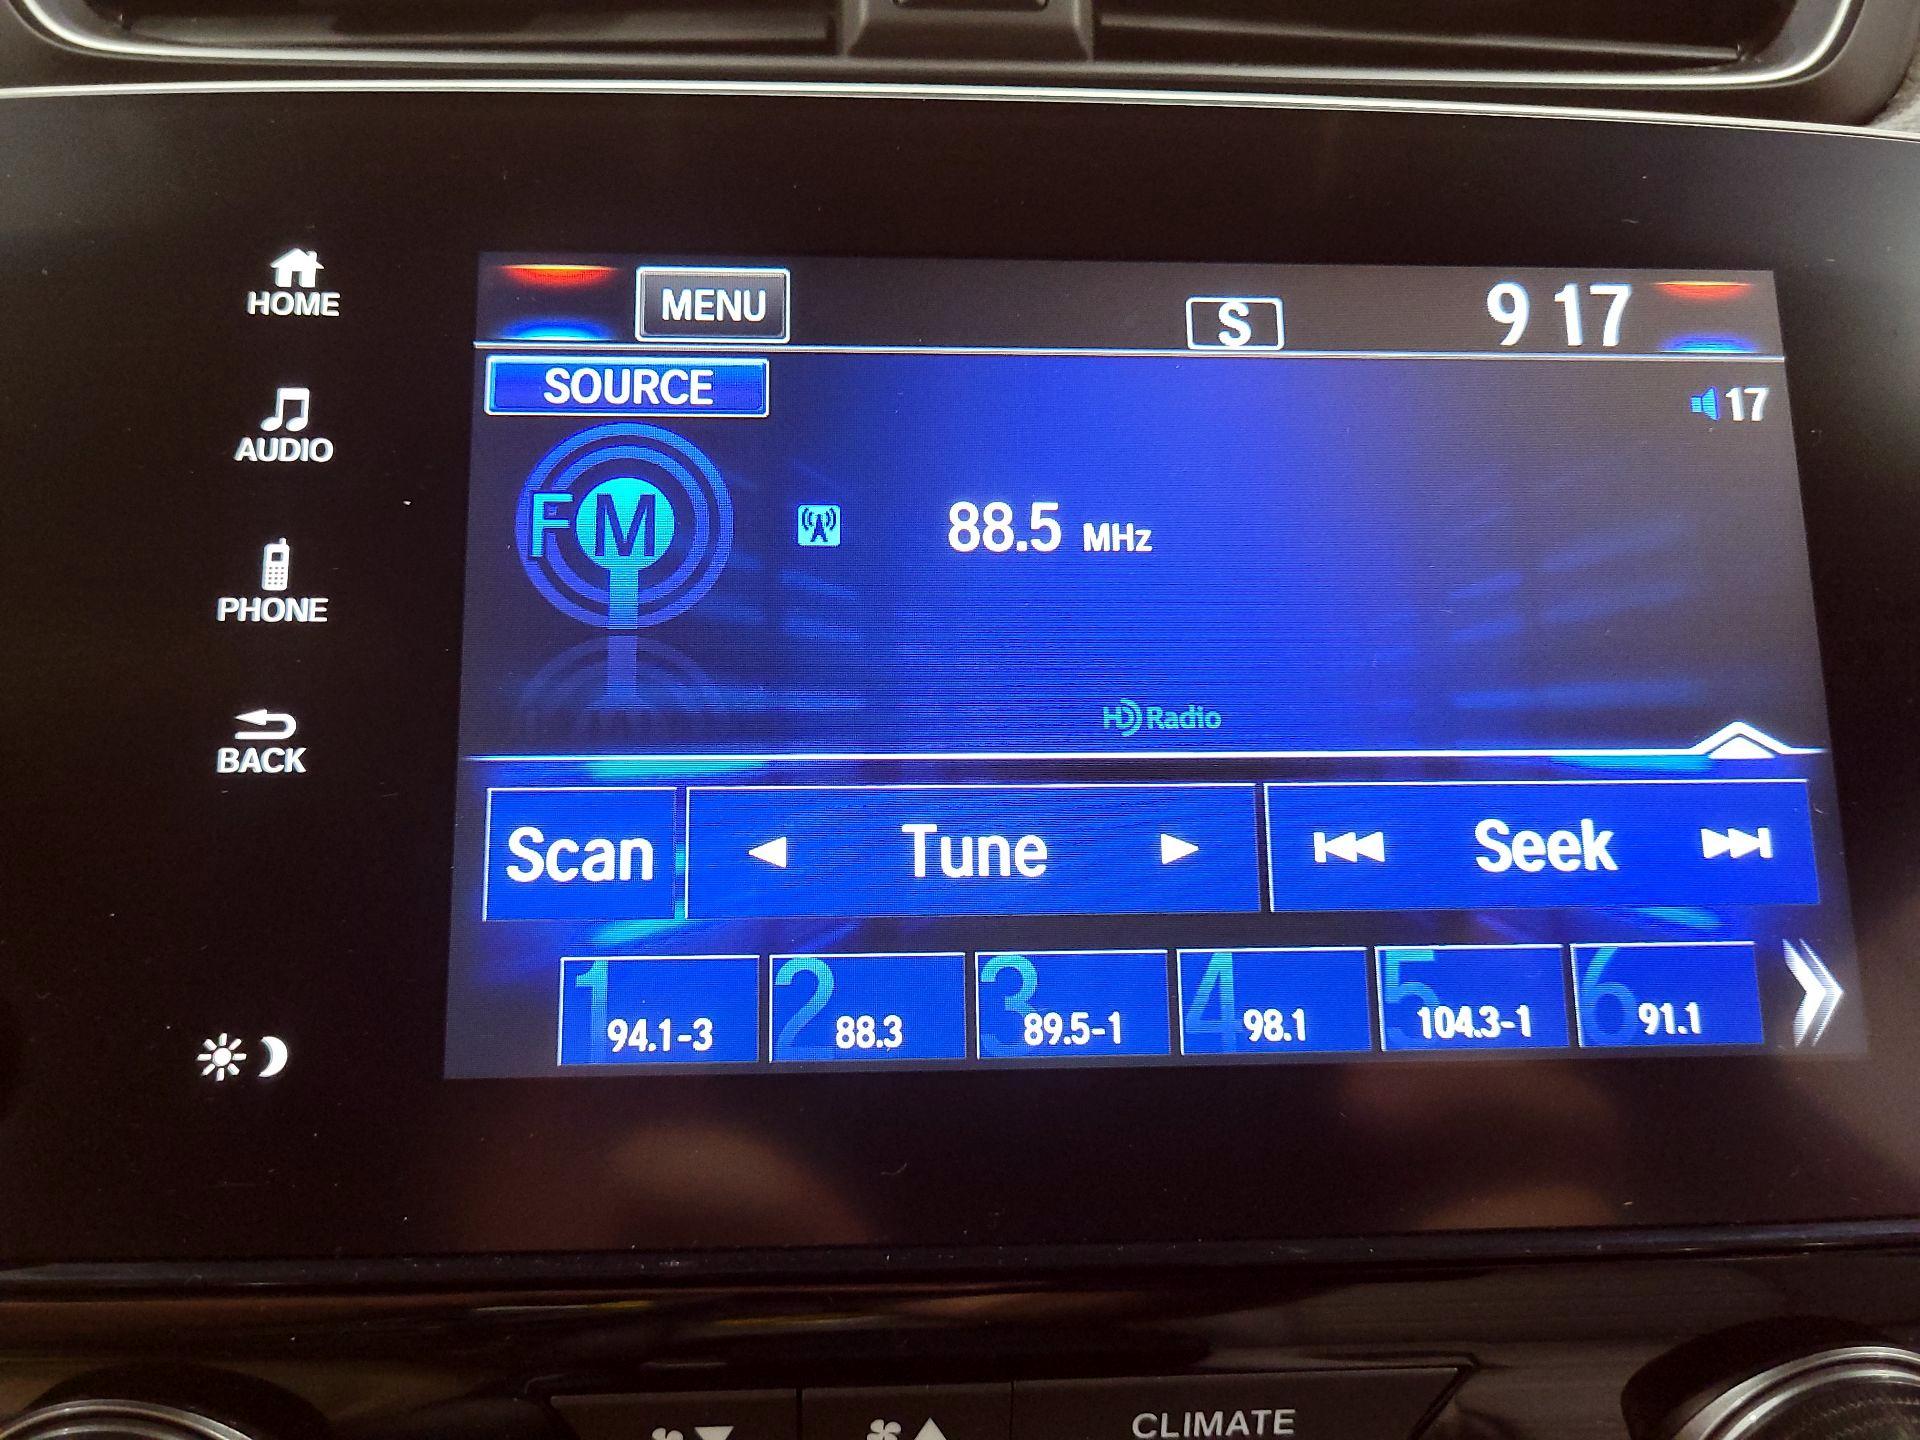 HOME
AUDIO
PHONE
BACK
MENU
S
9 17
SOURCE
17
FM
88.5 MHz
HD Radio
Scan
Tune
Seek
1 94.1-3
2 88.3
3 89.5-1
4 98.1
5 104.3-1
6 91.1
CLIMATE